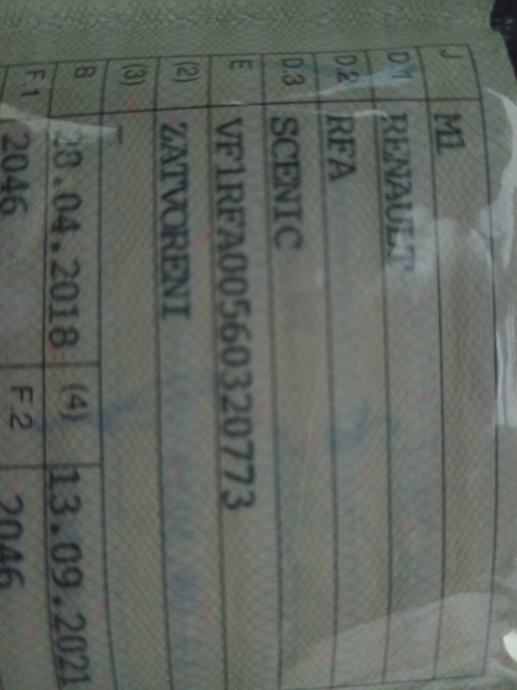 J M1
D.1 RENAULT
D.2 RFA
D.3 SCENIC
E VF1RFA00560320773
(2) ZATVORENI
(3) -
B 18.04.2018 (4) 13.09.2021
F.1 2046 F.2 2046